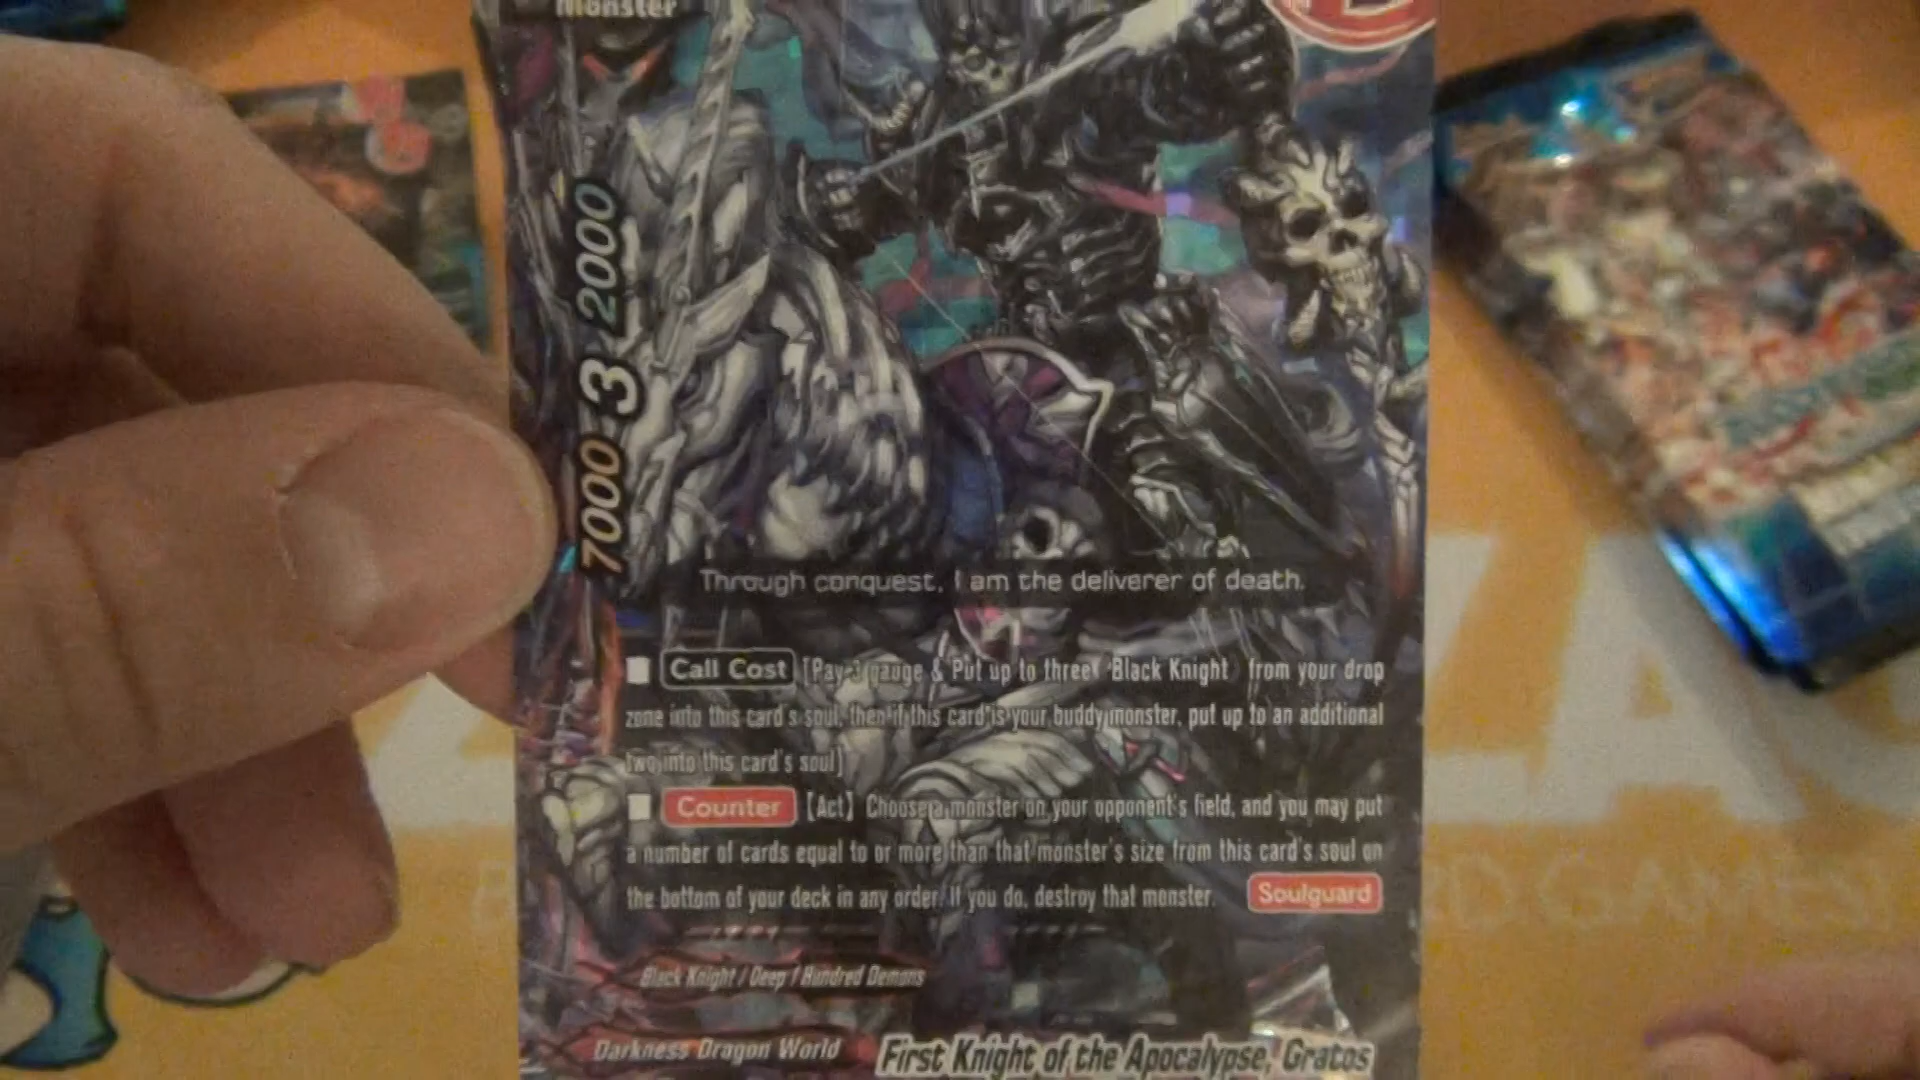 Monster
7000 3 2000
Through conquest, I am the deliverer of death.
Call Cost [Pay 3 gauge & Put up to three «Black Knight» from your drop
zone into this card's soul, then if this card is your buddy monster, put up to an additional
two into this card's soul]
Counter 【Act】 Choose a monster on your opponent's field, and you may put
a number of cards equal to or more than that monster's size from this card's soul on
the bottom of your deck in any order. If you do, destroy that monster. Soulguard
Black Knight / Deep / Hundred Demons
Darkness Dragon World First Knight of the Apocalypse, Gratos